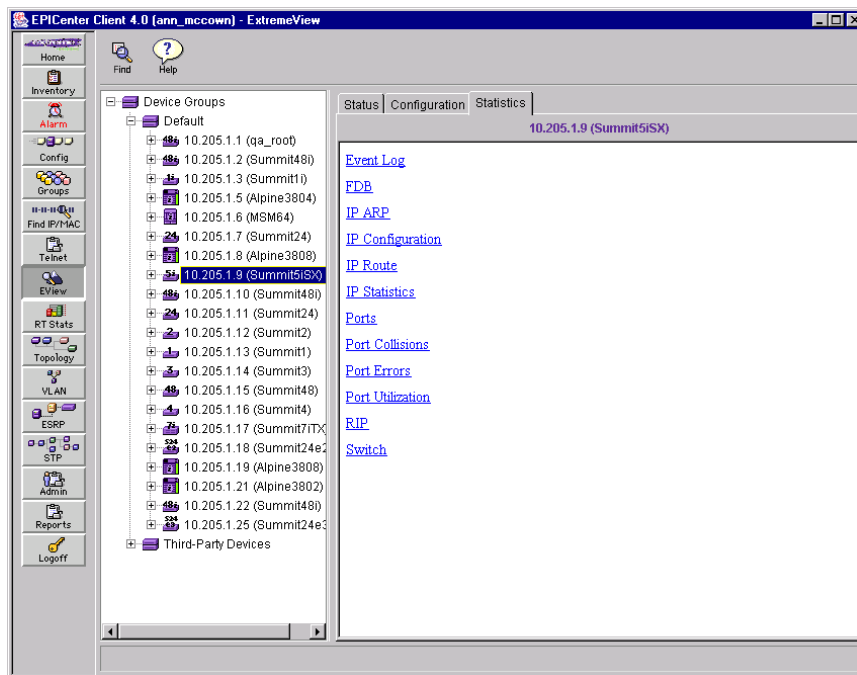 EPICenter Client 4.0 (ann_mccown) - ExtremeView
Home
Inventory
Alarm
Config
Groups
Find IP/MAC
Telnet
EView
RT Stats
Topology
VLAN
ESRP
STP
Admin
Reports
Logoff
Find
Help
Device Groups
Default
10.205.1.1 (qa_root)
10.205.1.2 (Summit48i)
10.205.1.3 (Summit1i)
10.205.1.5 (Alpine3804)
10.205.1.6 (MSM64)
10.205.1.7 (Summit24)
10.205.1.8 (Alpine3808)
10.205.1.9 (Summit5iSX)
10.205.1.10 (Summit48i)
10.205.1.11 (Summit24)
10.205.1.12 (Summit2)
10.205.1.13 (Summit1)
10.205.1.14 (Summit3)
10.205.1.15 (Summit48)
10.205.1.16 (Summit4)
10.205.1.17 (Summit7iTX
10.205.1.18 (Summit24e2
10.205.1.19 (Alpine3808)
10.205.1.21 (Alpine3802)
10.205.1.22 (Summit48i)
10.205.1.25 (Summit24e3
Third-Party Devices
Status Configuration Statistics
10.205.1.9 (Summit5iSX)
Event Log
FDB
IP ARP
IP Configuration
IP Route
IP Statistics
Ports
Port Collisions
Port Errors
Port Utilization
RIP
Switch